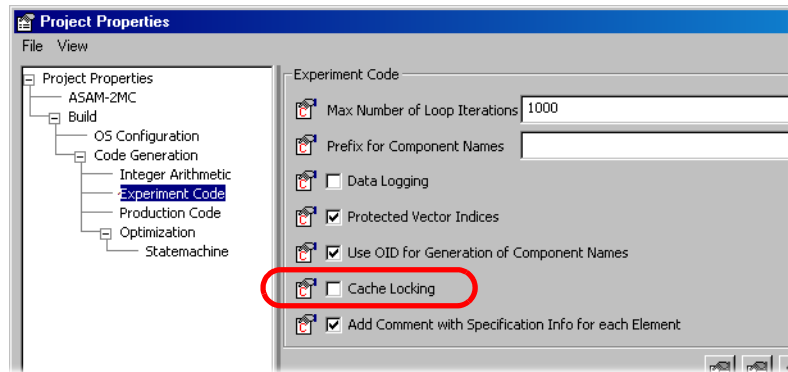 Project Properties
File View
Project Properties
ASAM-2MC
Build
OS Configuration
Code Generation
Integer Arithmetic
Experiment Code
Production Code
Optimization
Statemachine
Experiment Code
Max Number of Loop Iterations 1000
Prefix for Component Names
Data Logging
Protected Vector Indices
Use OID for Generation of Component Names
Cache Locking
Add Comment with Specification Info for each Element